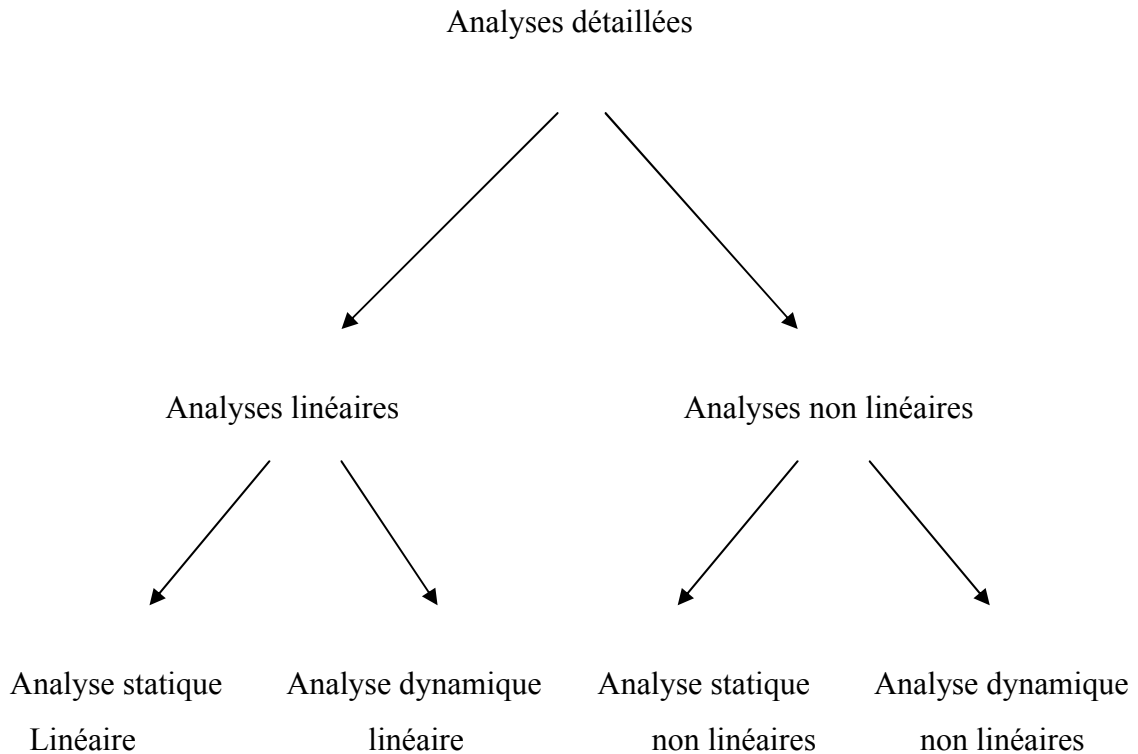 Analyses détaillées
Analyses linéaires
Analyses non linéaires
Analyse statique
Linéaire
Analyse dynamique
linéaire
Analyse statique
non linéaires
Analyse dynamique
non linéaires